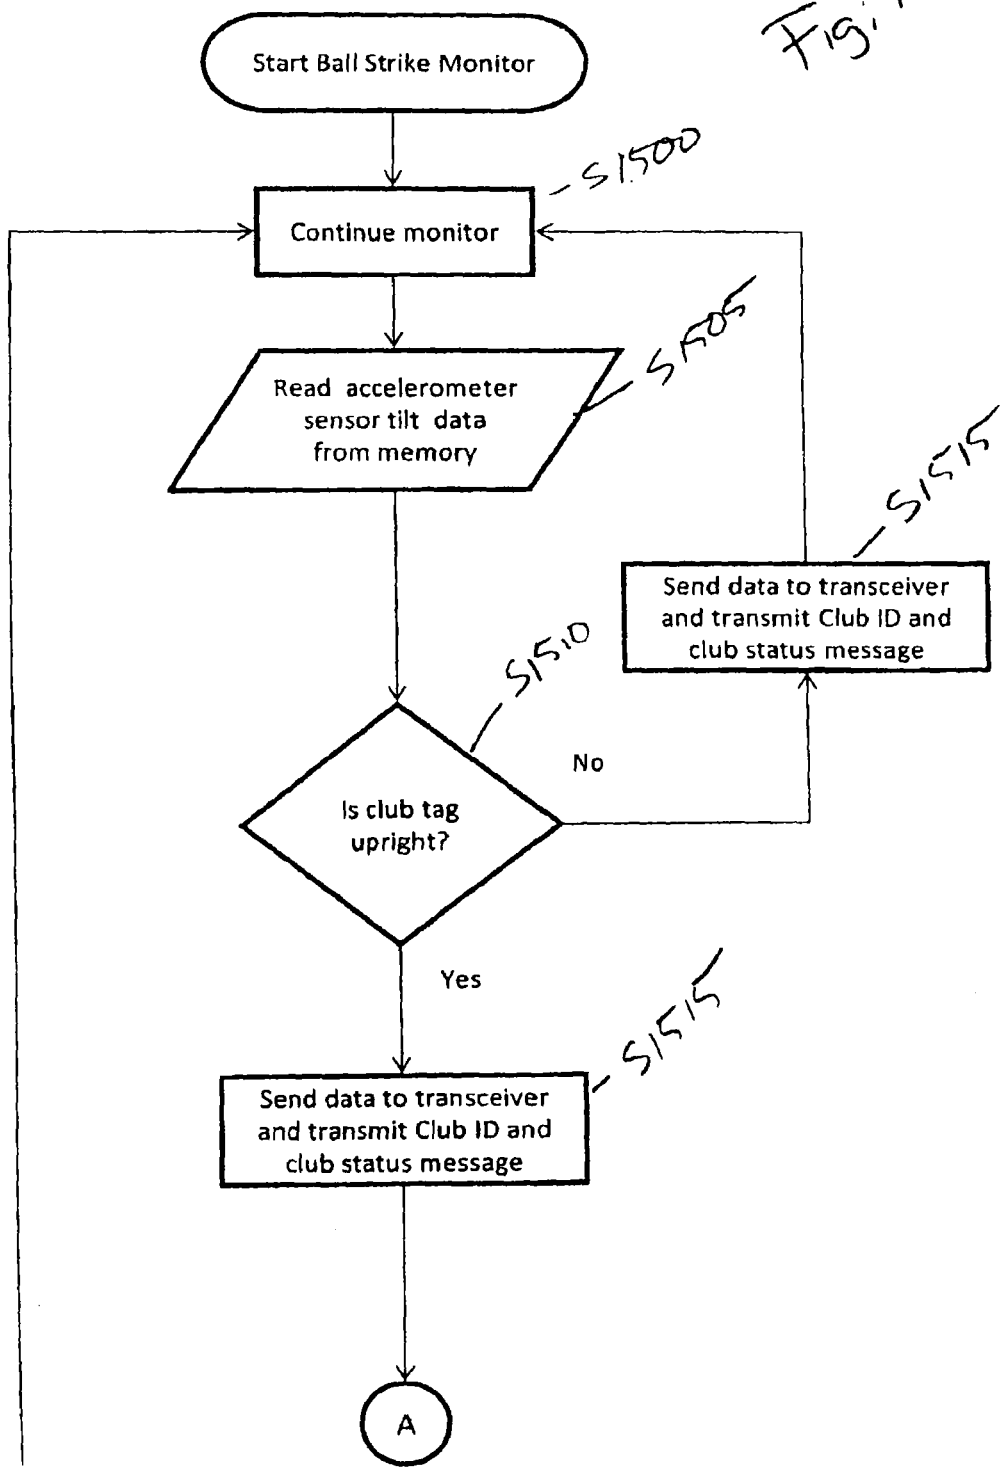 Fig.
Start Ball Strike Monitor
S1500
Continue monitor
S1505
Read accelerometer
sensor tilt data
from memory
S1515
Send data to transceiver
and transmit Club ID and
club status message
S1510
No
Is club tag
upright?
Yes
S1515
Send data to transceiver
and transmit Club ID and
club status message
A